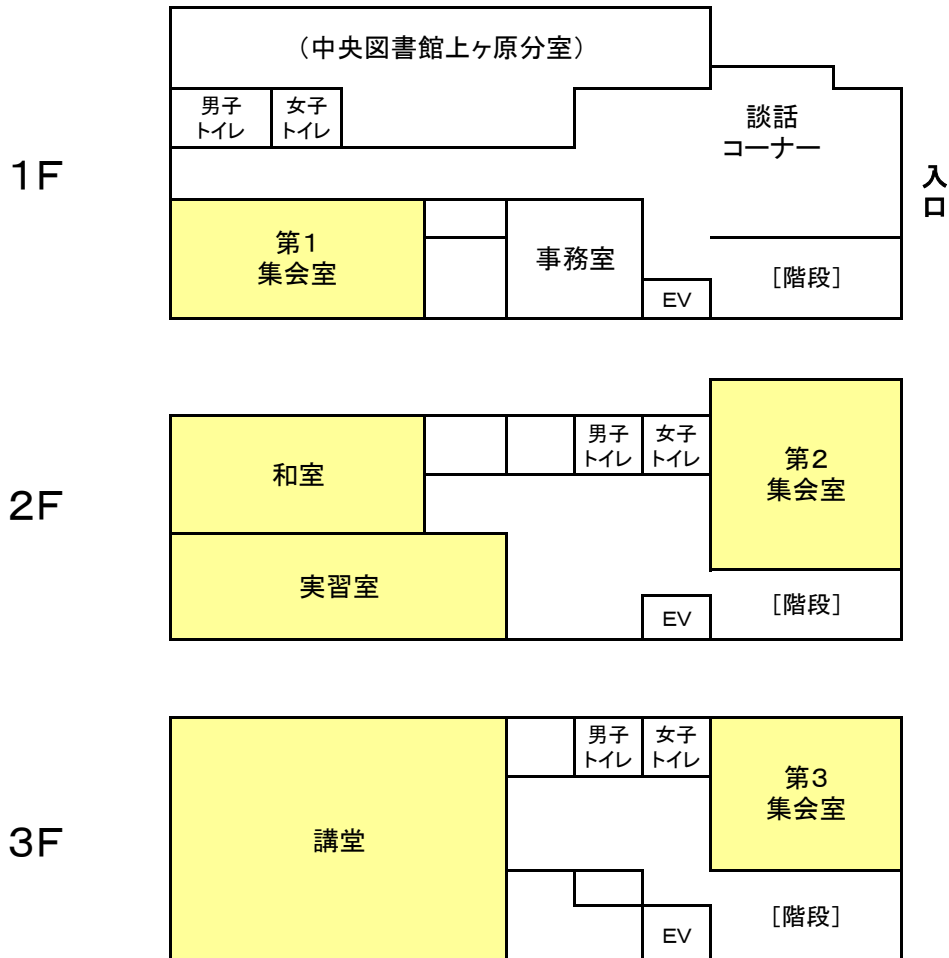 1F
（中央図書館上ヶ原分室）
男子
トイレ
女子
トイレ
談話
コーナー
入口
第1
集会室
事務室
EV
［階段］
2F
和室
男子
トイレ
女子
トイレ
第2
集会室
実習室
EV
［階段］
3F
講堂
男子
トイレ
女子
トイレ
第3
集会室
EV
［階段］